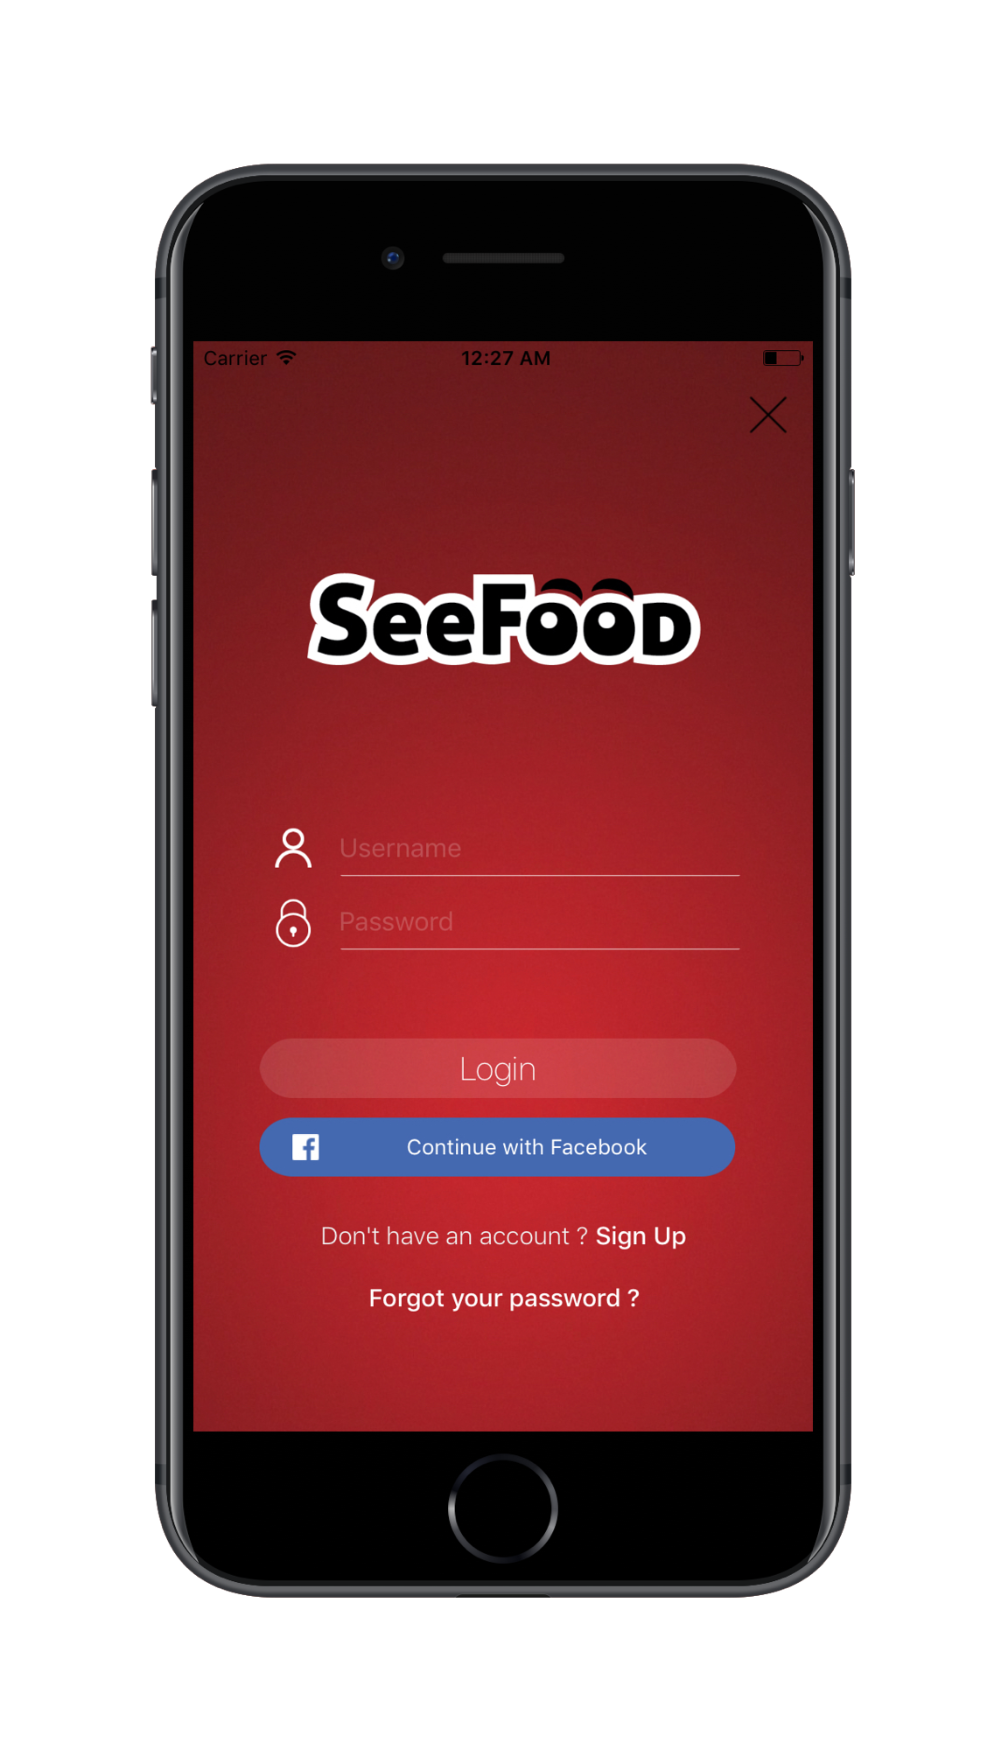 Carrier 12:27 AM
SeeFood
Username
Password
Login
Continue with Facebook
Don't have an account ? Sign Up
Forgot your password ?